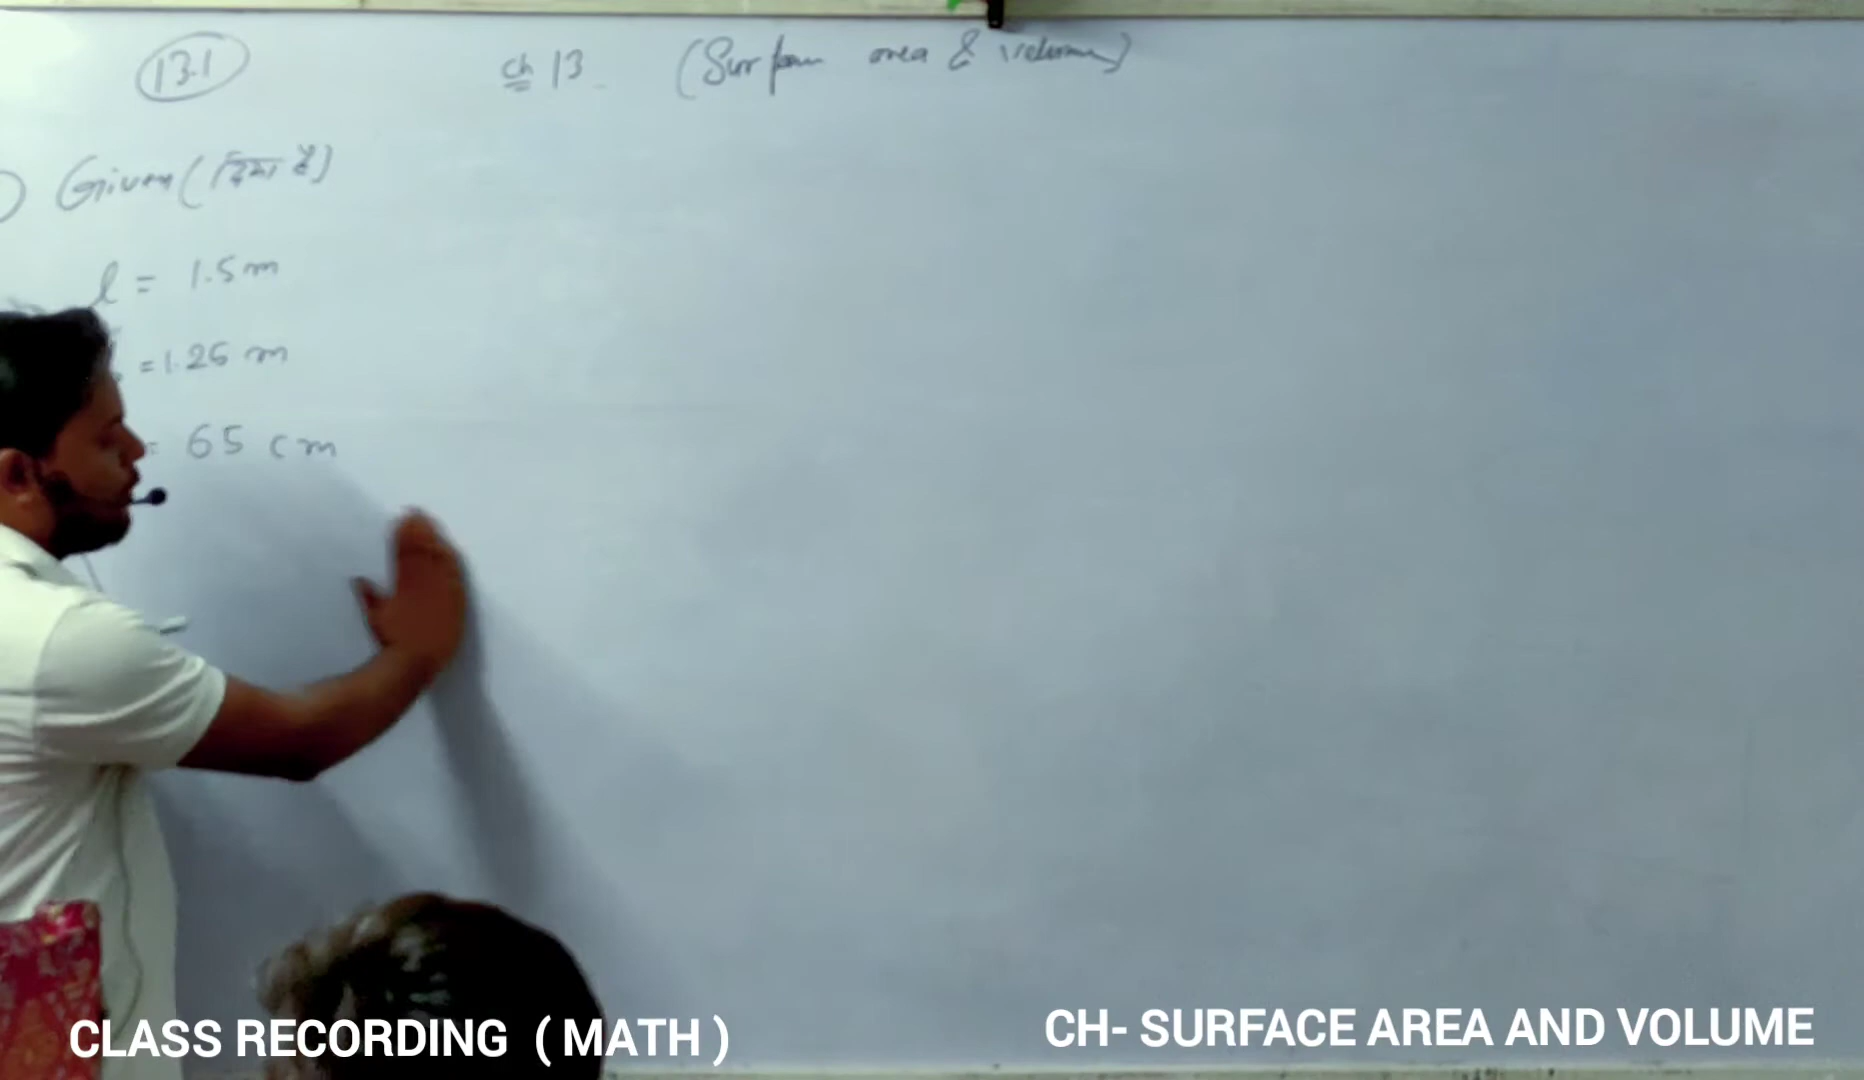 13.1 ch 13 (Surface area & volume)
) Given (दिया है)
l = 1.5 m
= 1.25 m
= 65 cm
CLASS RECORDING ( MATH )
CH- SURFACE AREA AND VOLUME